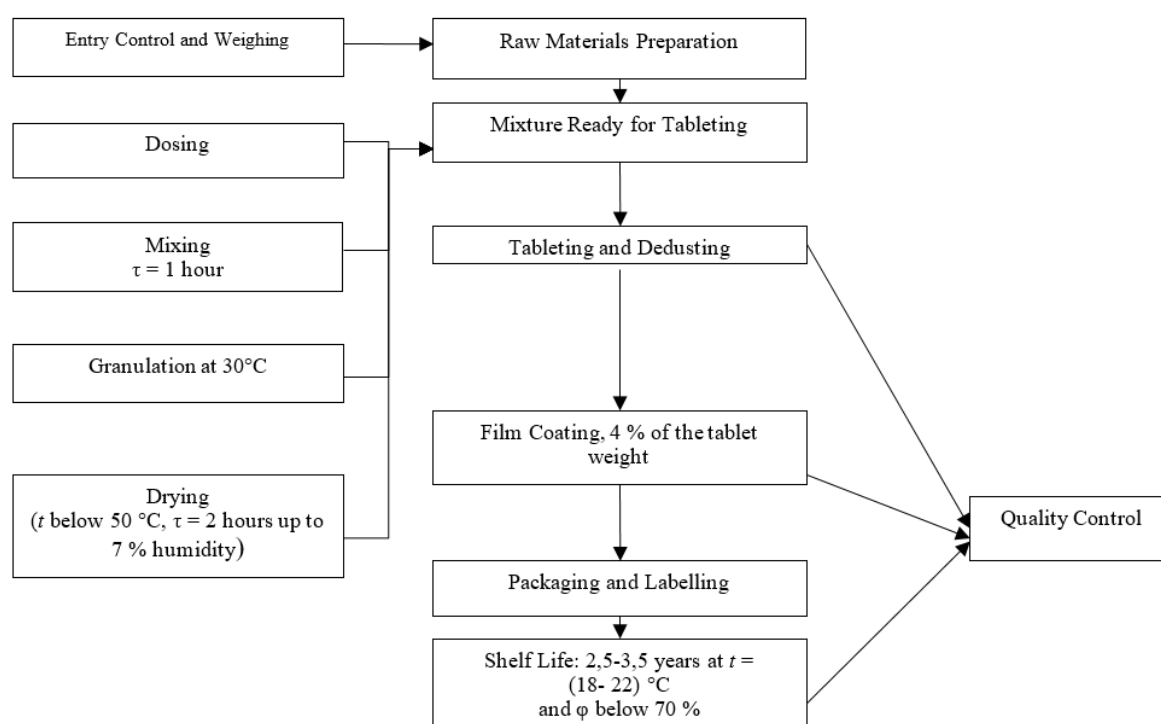 Entry Control and Weighing
Raw Materials Preparation
Mixture Ready for Tableting
Dosing
Mixing
τ = 1 hour
Tableting and Dedusting
Granulation at 30°C
Film Coating, 4 % of the tablet
weight
Drying
(t below 50 °C, τ = 2 hours up to
7 % humidity)
Quality Control
Packaging and Labelling
Shelf Life: 2,5-3,5 years at t =
(18- 22) °C
and φ below 70 %